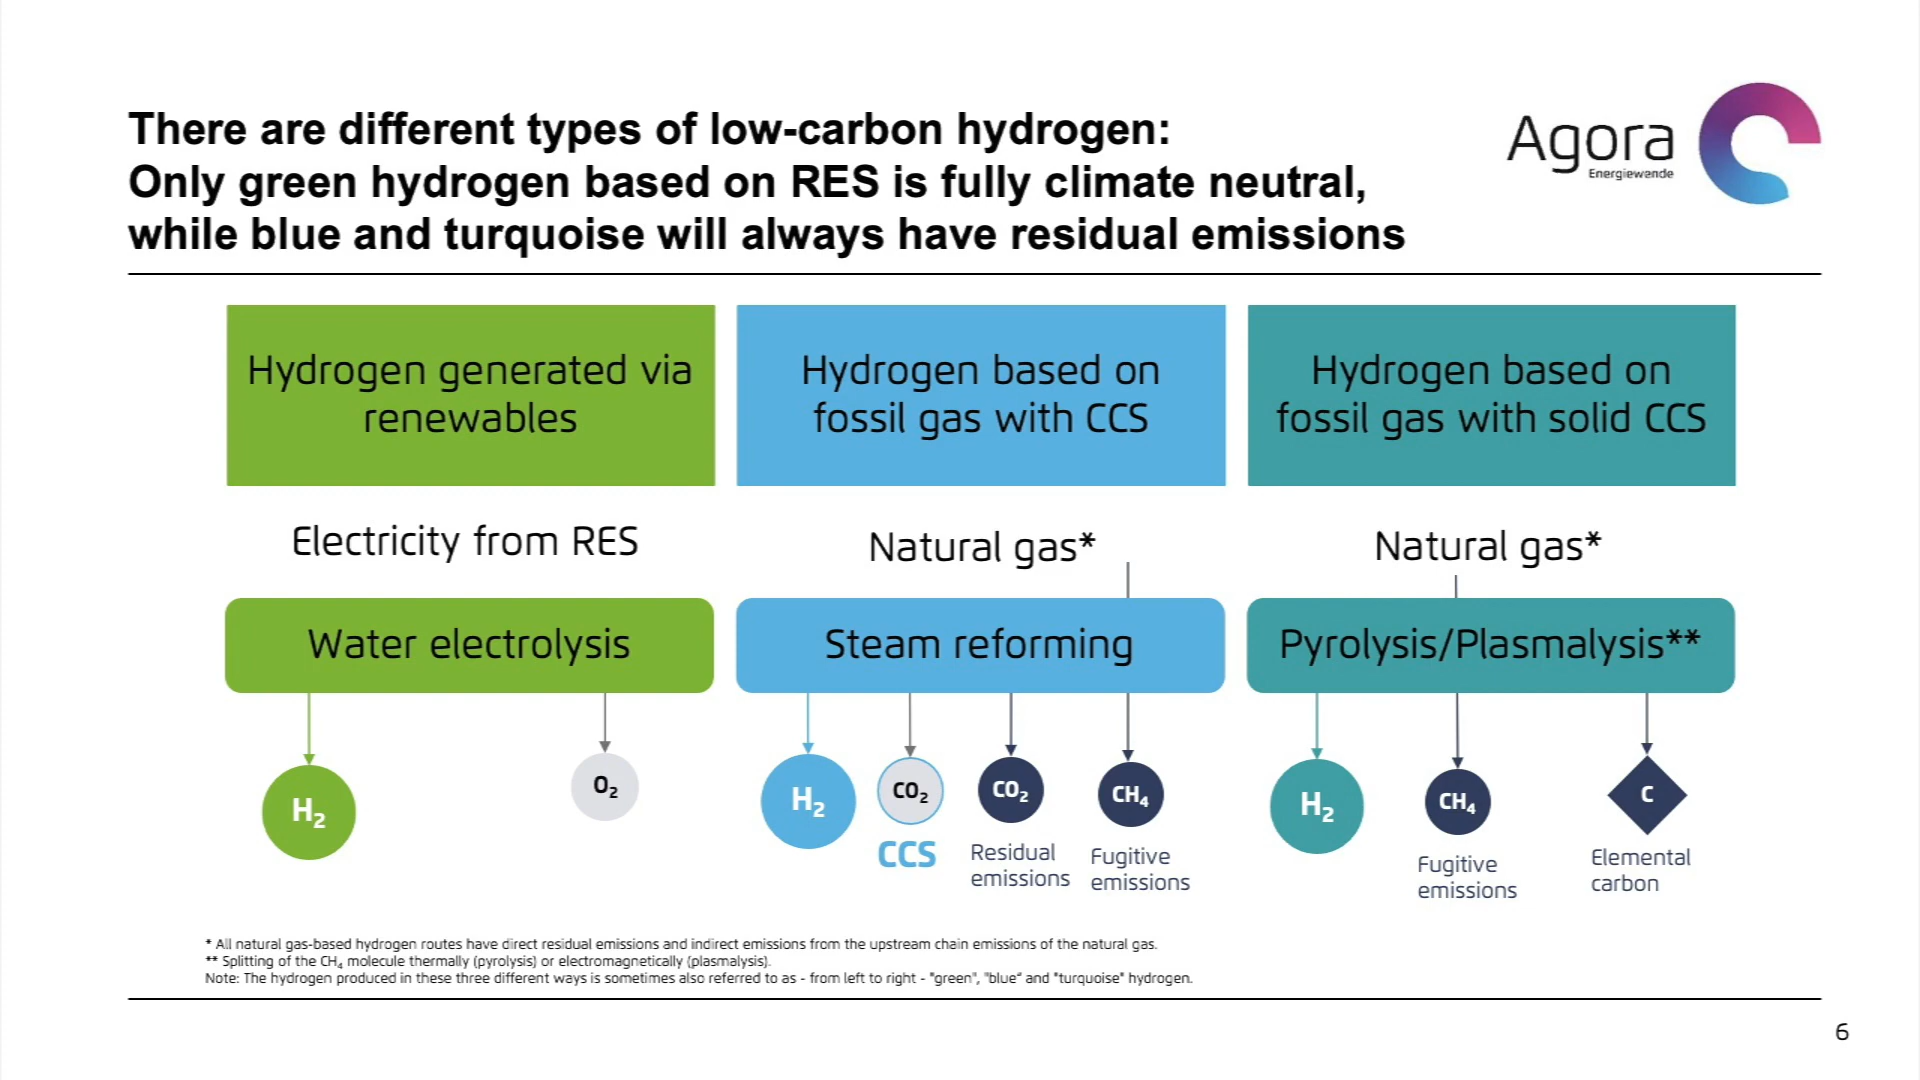 There are different types of low-carbon hydrogen:
Only green hydrogen based on RES is fully climate neutral,
while blue and turquoise will always have residual emissions
Agora
Energiewende
Hydrogen generated via
renewables
Hydrogen based on
fossil gas with CCS
Hydrogen based on
fossil gas with solid CCS
Electricity from RES
Natural gas*
Natural gas*
Water electrolysis
Steam reforming
Pyrolysis/Plasmalysis**
H₂
O₂
H₂
CO₂
CO₂
CH₄
H₂
CH₄
C
CCS
Residual
emissions
Fugitive
emissions
Fugitive
emissions
Elemental
carbon
* All natural gas-based hydrogen routes have direct residual emissions and indirect emissions from the upstream chain emissions of the natural gas.
** Splitting of the CH₄ molecule thermally (pyrolysis) or electromagnetically (plasmalysis).
Note: The hydrogen produced in these three different ways is sometimes also referred to as - from left to right - "green", "blue" and "turquoise" hydrogen.
6